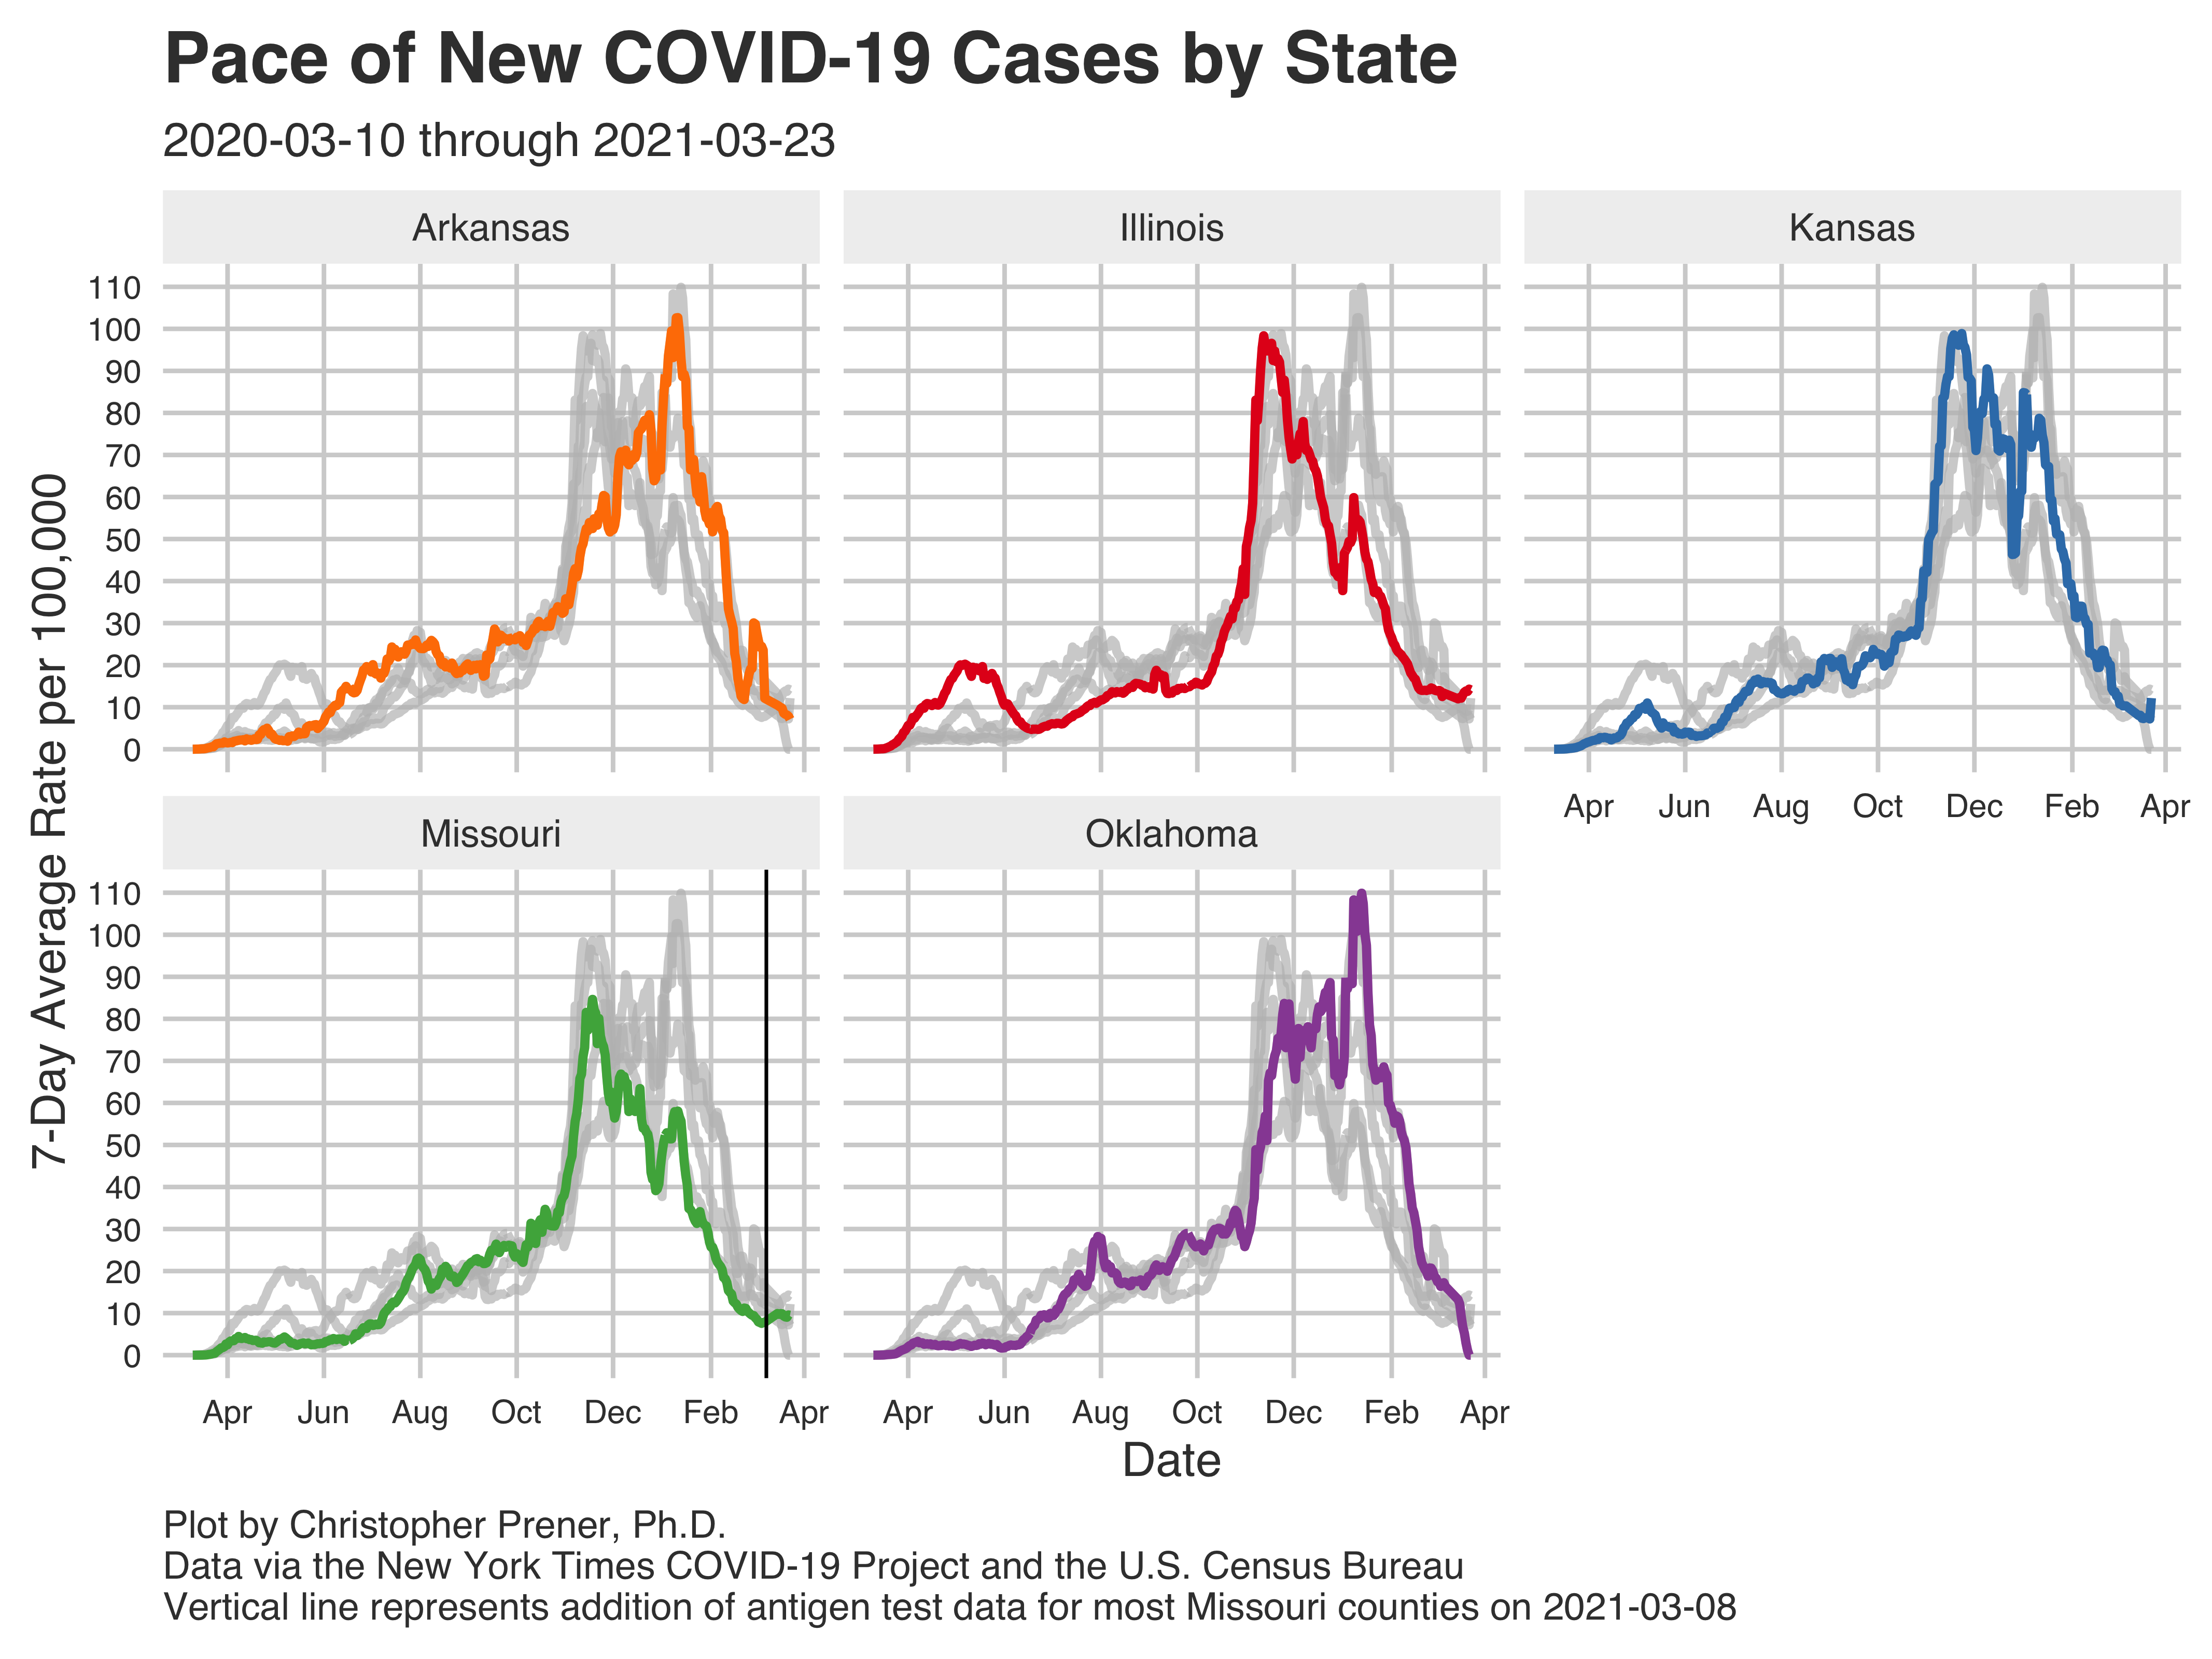 Pace of New COVID-19 Cases by State
2020-03-10 through 2021-03-23
Arkansas
Illinois
Kansas
110
100
90
80
70
60
50
40
30
20
10
0
Apr Jun Aug Oct Dec Feb Apr
7-Day Average Rate per 100,000
Missouri
Oklahoma
110
100
90
80
70
60
50
40
30
20
10
0
Apr Jun Aug Oct Dec Feb Apr
Apr Jun Aug Oct Dec Feb Apr
Date
Plot by Christopher Prener, Ph.D.
Data via the New York Times COVID-19 Project and the U.S. Census Bureau
Vertical line represents addition of antigen test data for most Missouri counties on 2021-03-08